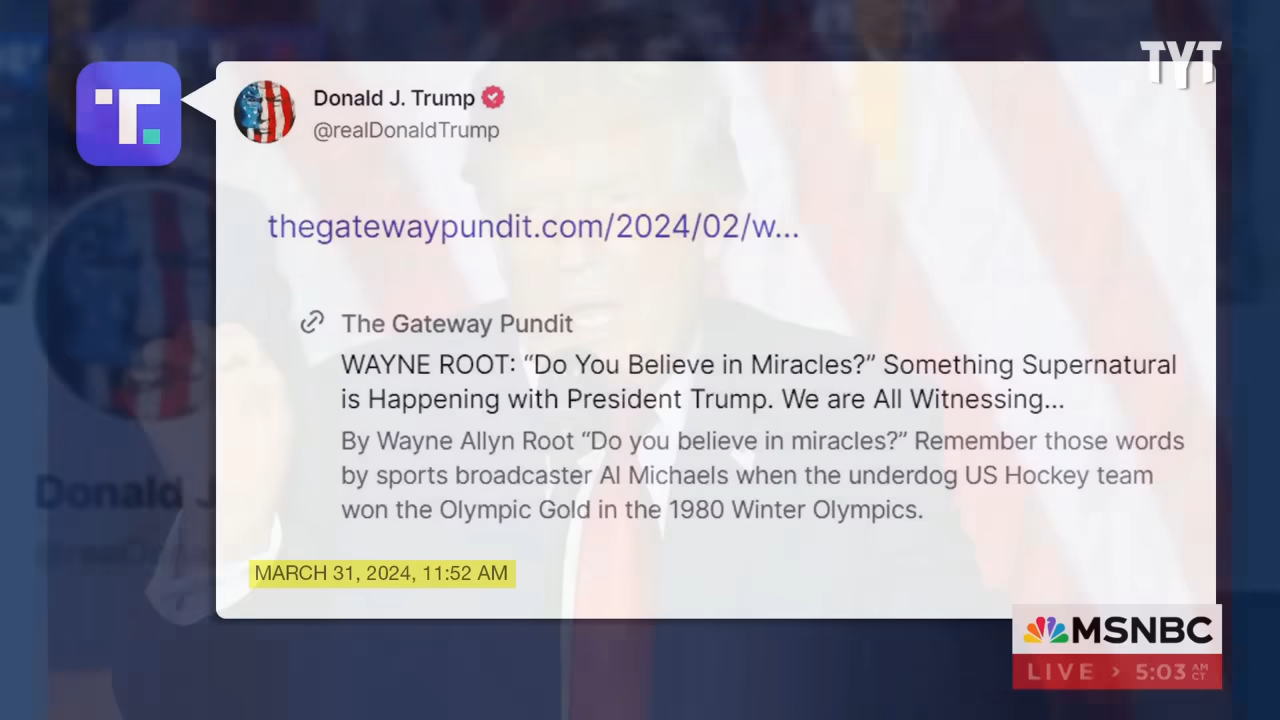 TYT
T.
Donald J. Trump
@realDonaldTrump
thegatewaypundit.com/2024/02/w...
The Gateway Pundit
WAYNE ROOT: “Do You Believe in Miracles?” Something Supernatural
is Happening with President Trump. We are All Witnessing...
By Wayne Allyn Root “Do you believe in miracles?” Remember those words
by sports broadcaster Al Michaels when the underdog US Hockey team
won the Olympic Gold in the 1980 Winter Olympics.
Donald J
MARCH 31, 2024, 11:52 AM
MSNBC
LIVE > 5:03 AM CT